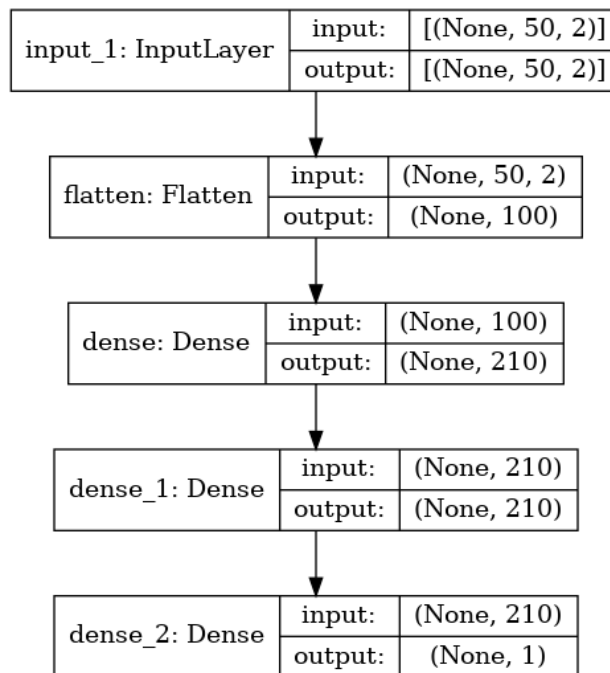 input_1: InputLayer
input: [(None, 50, 2)]
output: [(None, 50, 2)]
flatten: Flatten
input: (None, 50, 2)
output: (None, 100)
dense: Dense
input: (None, 100)
output: (None, 210)
dense_1: Dense
input: (None, 210)
output: (None, 210)
dense_2: Dense
input: (None, 210)
output: (None, 1)